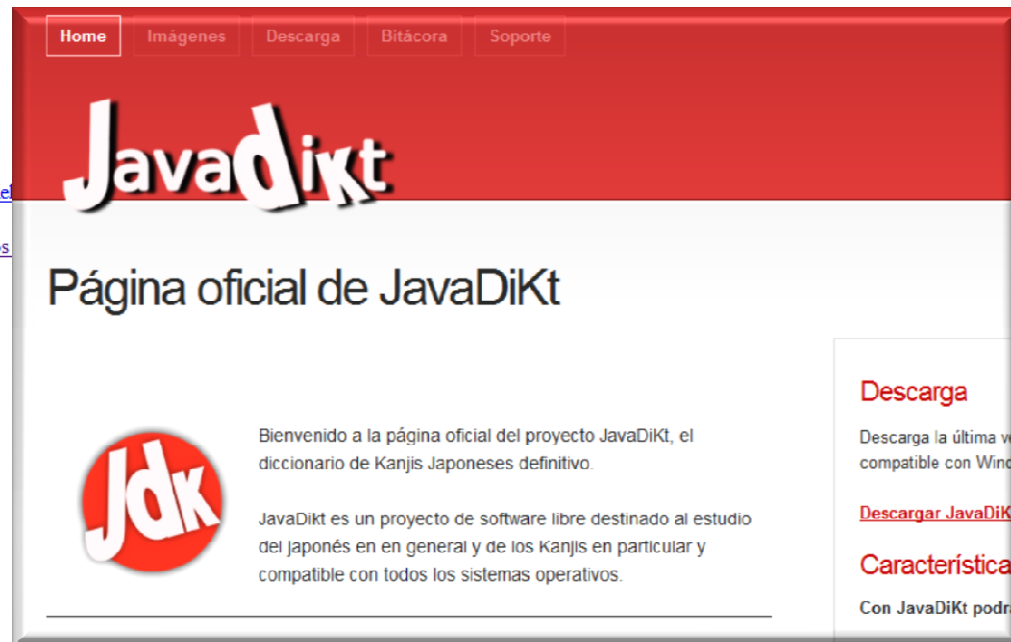 Home Imágenes Descarga Bitácora Soporte
Javadikt
Página oficial de JavaDiKt
Jdk
Bienvenido a la página oficial del proyecto JavaDiKt, el
diccionario de Kanjis Japoneses definitivo.
JavaDikt es un proyecto de software libre destinado al estudio
del japonés en en general y de los Kanjis en particular y
compatible con todos los sistemas operativos.
Descarga
Descarga la última
compatible con
Descargar
Con JavaDiKt